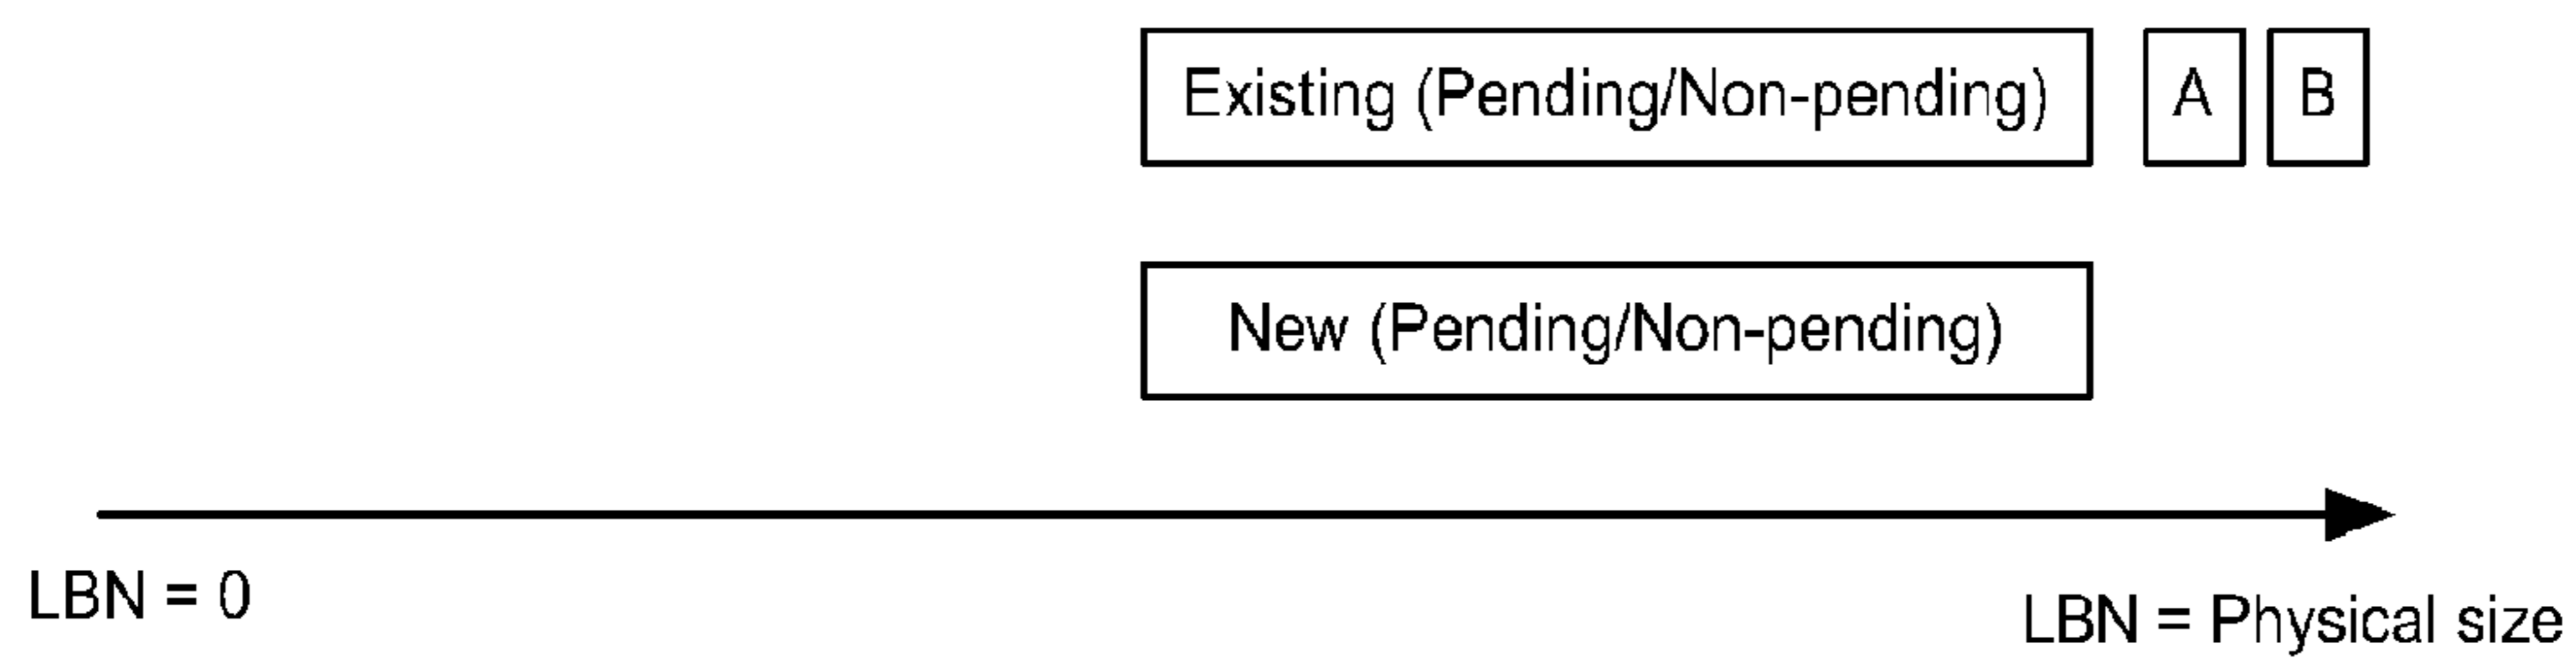 Existing (Pending/Non-pending) A B
New (Pending/Non-pending)
LBN = 0
LBN = Physical size